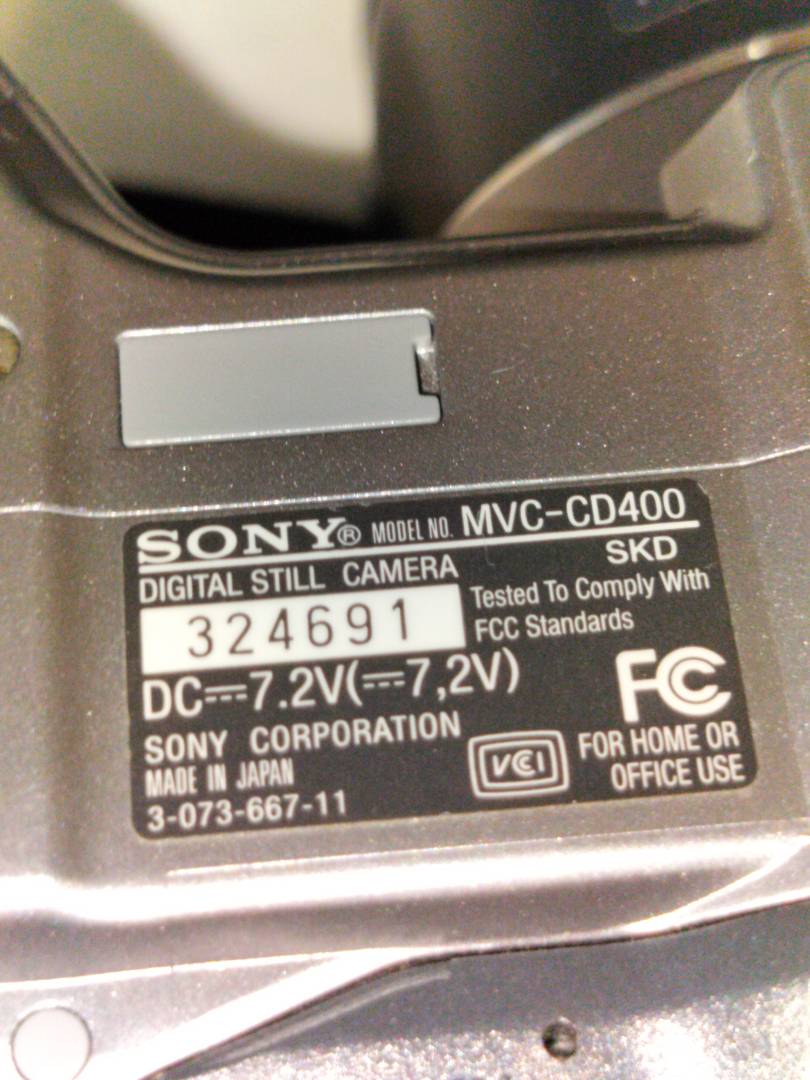 SONY® MODEL NO. MVC-CD400
SKD
DIGITAL STILL CAMERA
324691
Tested To Comply With
FCC Standards
DC⎓7.2V(⎓7,2V)
FC
SONY CORPORATION
MADE IN JAPAN
3-073-667-11
VCI
FOR HOME OR
OFFICE USE